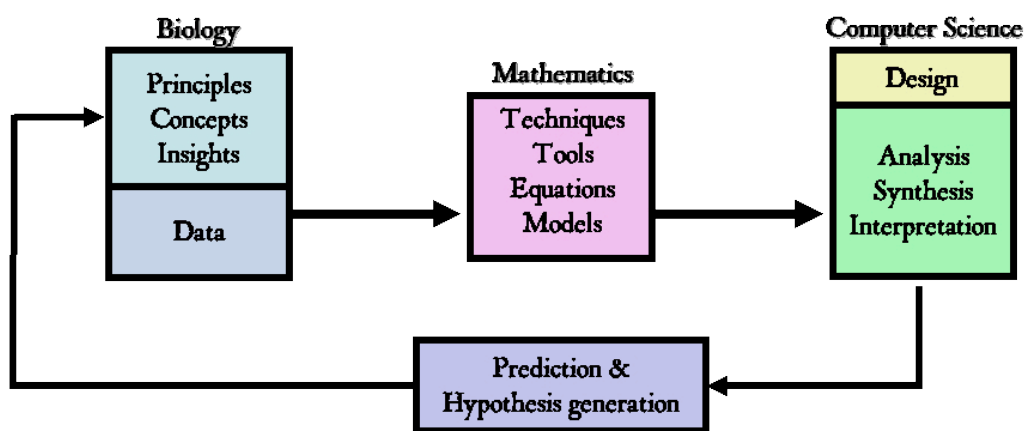 Biology
Principles
Concepts
Insights
Data
Mathematics
Techniques
Tools
Equations
Models
Computer Science
Design
Analysis
Synthesis
Interpretation
Prediction &
Hypothesis generation